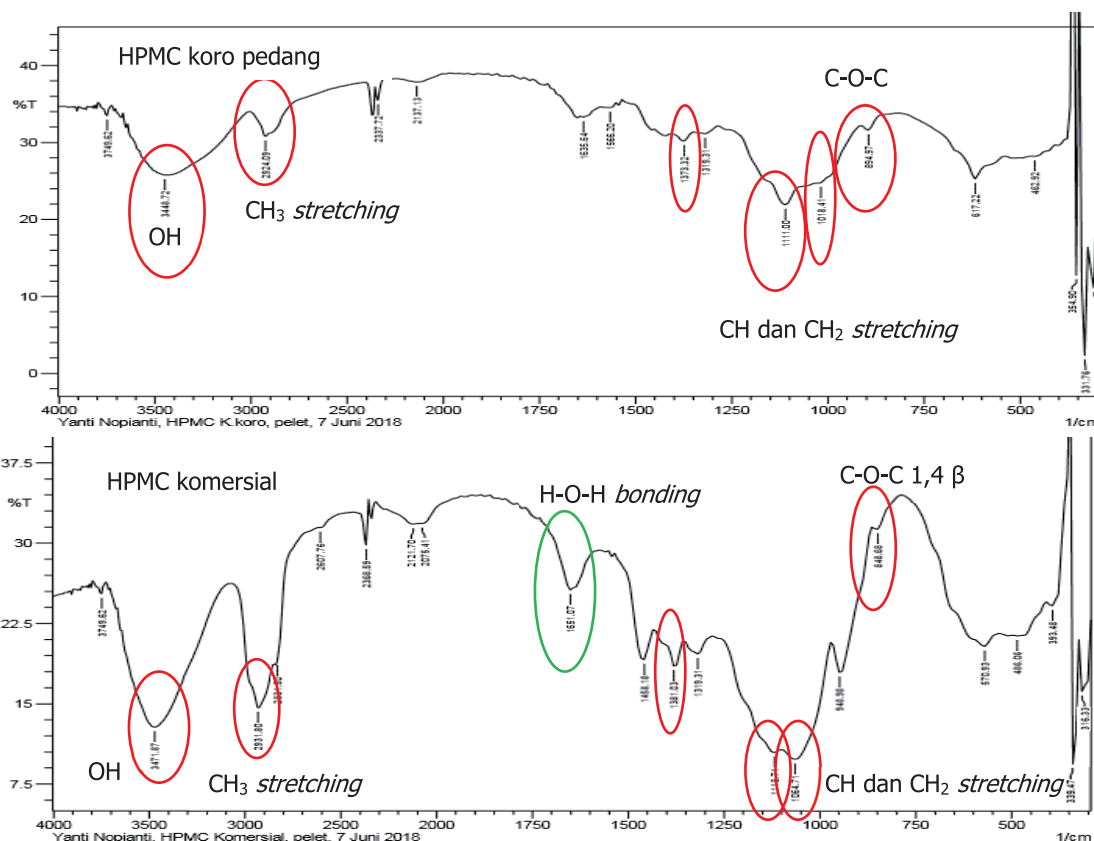 HPMC koro pedang
C-O-C
40
%T
30
20
10
0
3749.62
3448.72
2924.09
2337.72
2137.13
1635.64
1566.20
1373.32
1319.31
1111.00
1018.41
894.97
617.22
462.92
354.90
331.76
CH₃ stretching
OH
CH dan CH₂ stretching
4000 3500 3000 2500 2000 1750 1500 1250 1000 750 500
Yanti Nopianti, HPMC K.koro, pelet, 7 Juni 2018 1/cm
37.5
%T
30
22.5
15
7.5
HPMC komersial
H-O-H bonding
C-O-C 1,4 β
3749.62
3471.87
2931.80
2607.76
2368.59
2121.70
2075.41
1651.07
1458.18
1381.03
1319.31
1064.71
948.98
848.68
570.93
486.06
393.48
339.47
316.33
OH
CH₃ stretching
CH dan CH₂ stretching
4000 3500 3000 2500 2000 1750 1500 1250 1000 750 500
Yanti Nopianti, HPMC Komersial, pelet, 7 Juni 2018 1/cm